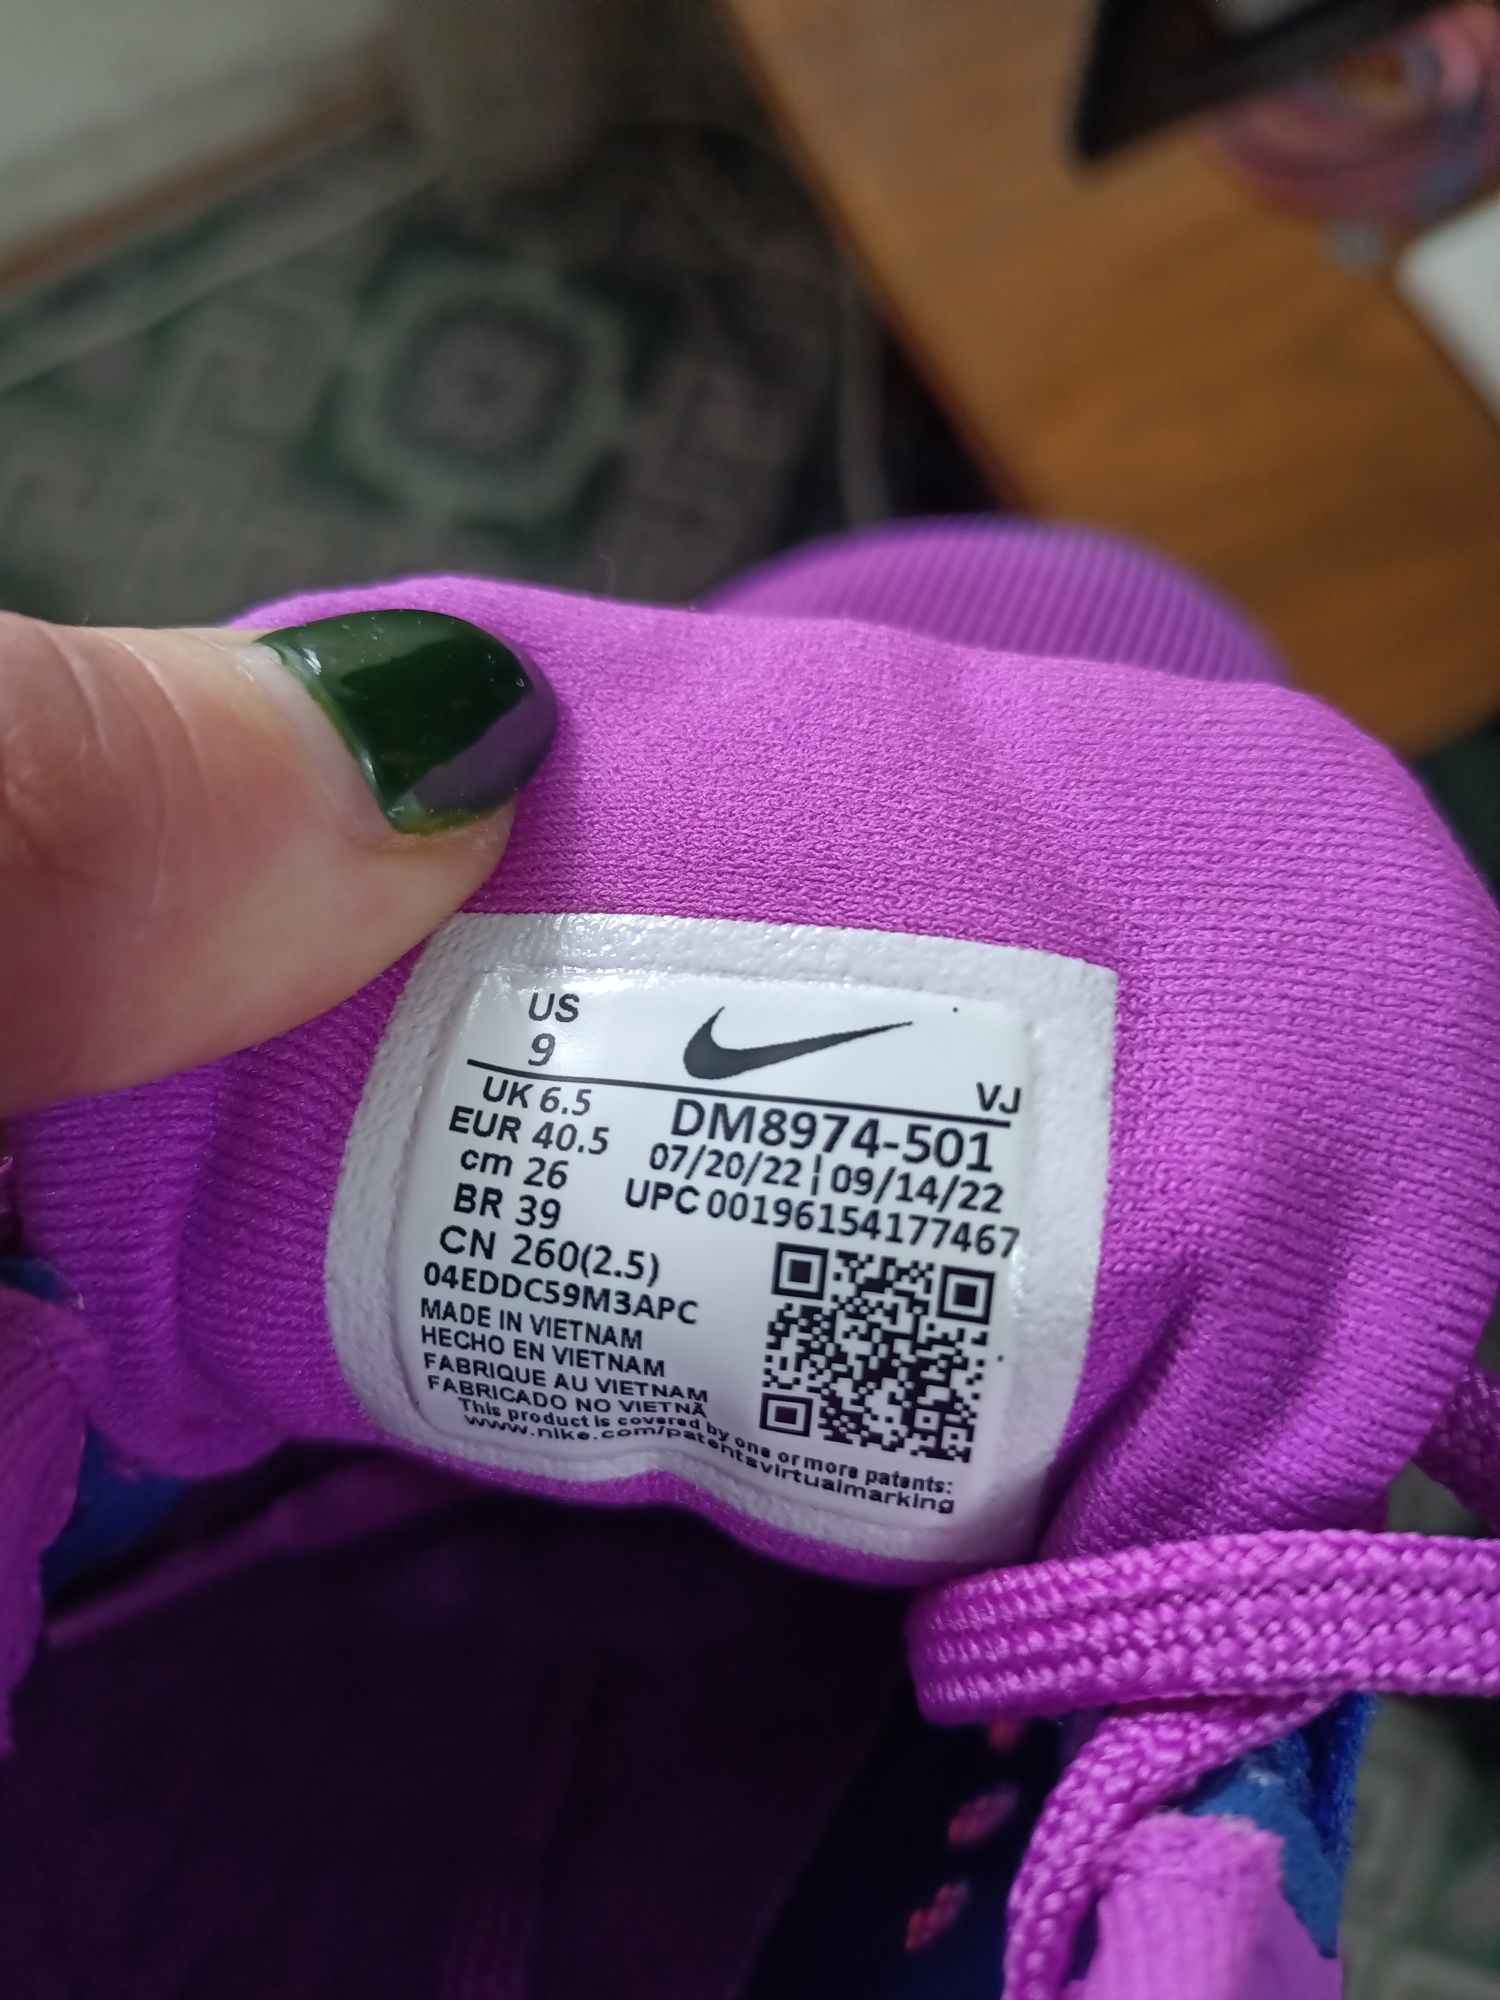 US
9
VJ
UK 6.5
EUR 40.5
cm 26
BR 39
CN 260(2.5)
DM8974-501
07/20/22 ¦ 09/14/22
UPC 00196154177467
04EDDC59M3APC
MADE IN VIETNAM
HECHO EN VIETNAM
FABRIQUE AU VIETNAM
FABRICADO NO VIETNÃ
This product is covered by one or more patents:
www.nike.com/patentsvirtualmarking